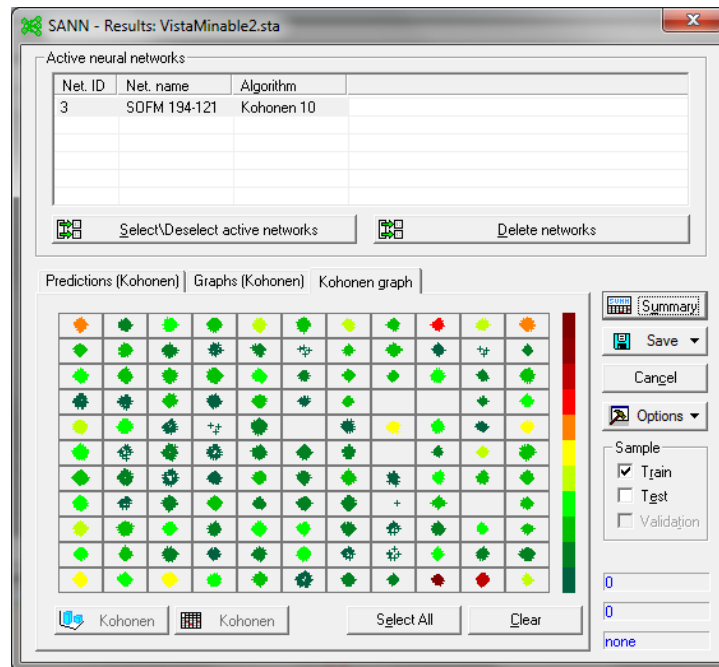 SANN - Results: VistaMinable2.sta
Active neural networks
Net. ID Net. name Algorithm
3 SOFM 194-121 Kohonen 10
Select\Deselect active networks
Delete networks
Predictions (Kohonen) Graphs (Kohonen) Kohonen graph
Summary
Save
Cancel
Options
Sample
Train
Test
Validation
0
0
none
Kohonen
Kohonen
Select All
Clear